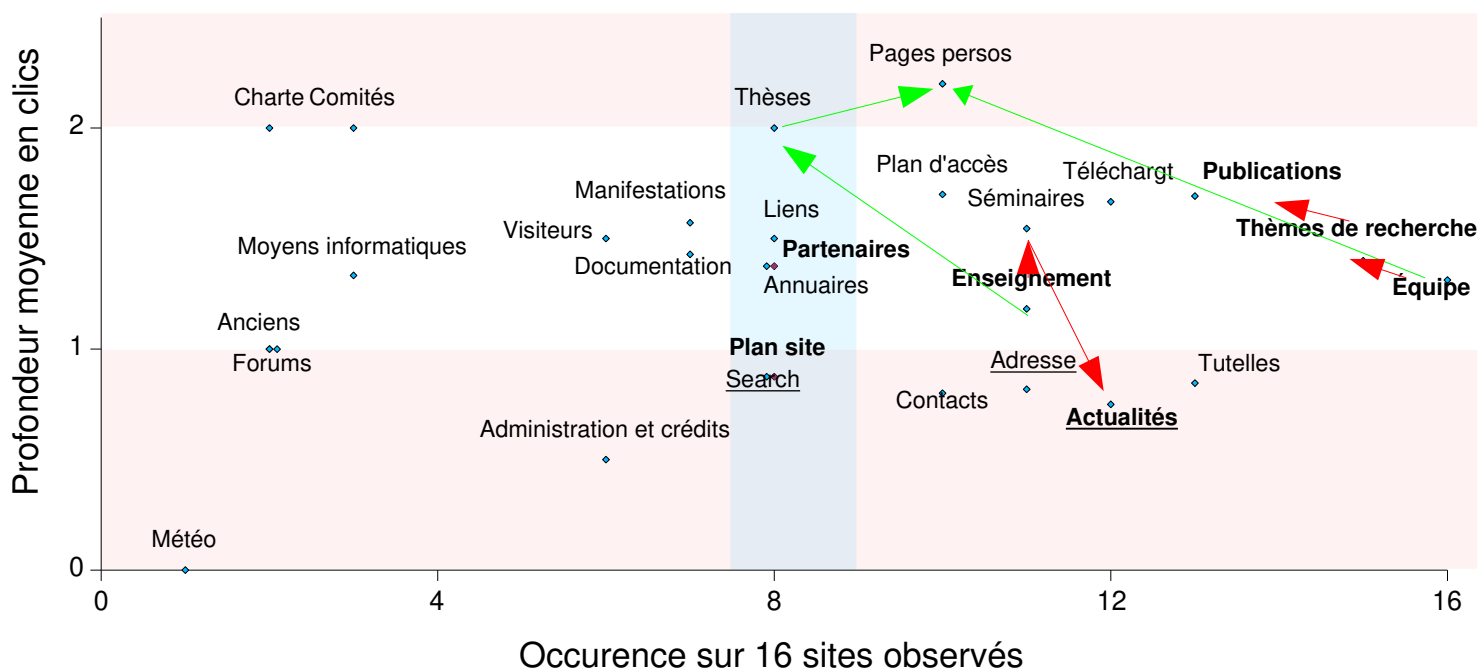 Profondeur moyenne en clics
Pages persos
Charte Comités
Thèses
2
Plan d'accès
Téléchargt
Publications
Manifestations
Séminaires
Liens
Visiteurs
Thèmes de recherche
Partenaires
Moyens informatiques
Documentation
Enseignement
Annuaires
Équipe
Anciens
1
Plan site
Forums
Adresse
Tutelles
Search
Contacts
Actualités
Administration et crédits
Météo
0
0 4 8 12 16
Occurence sur 16 sites observés